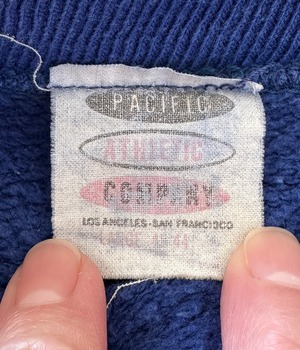 PACIFIC
ATHLETIC
COMPANY
LOS ANGELES - SAN FRANCISCO